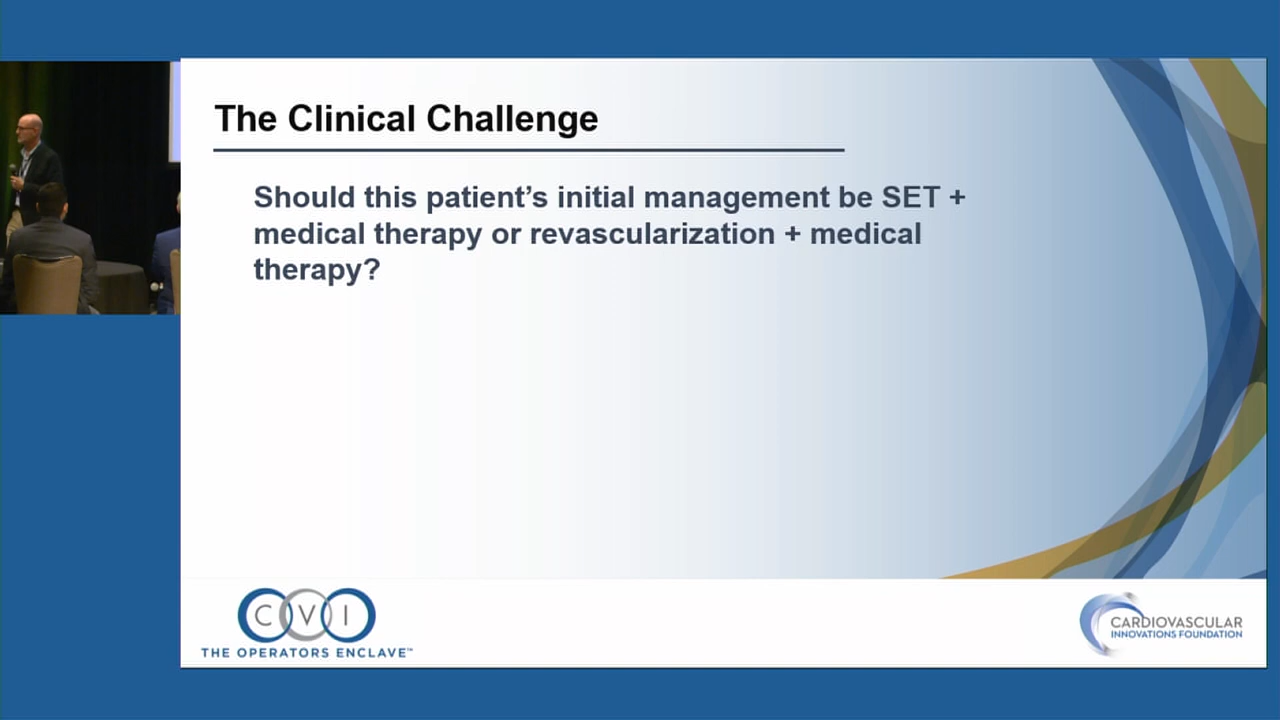 The Clinical Challenge
Should this patient’s initial management be SET +
medical therapy or revascularization + medical
therapy?
CVI
THE OPERATORS ENCLAVE™
CARDIOVASCULAR
INNOVATIONS FOUNDATION